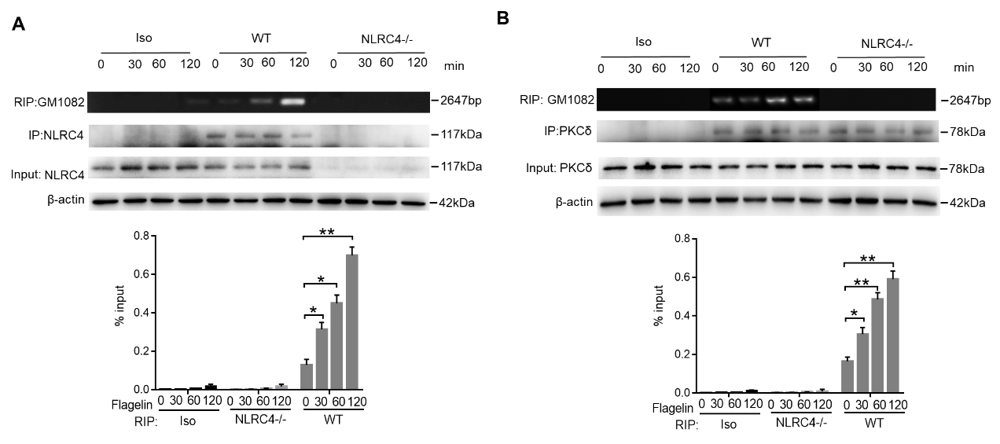 A
Iso WT NLRC4-/-
0 30 60 120 0 30 60 120 0 30 60 120 min
RIP:GM1082 2647bp
IP:NLRC4 117kDa
Input: NLRC4 117kDa
β-actin 42kDa
0.8
0.6
0.4
0.2
0.0
% input
** 
*
*
Flagelin 0 30 60 120 0 30 60 120 0 30 60 120
RIP: Iso NLRC4-/- WT
B
Iso WT NLRC4-/-
0 30 60 120 0 30 60 120 0 30 60 120 min
RIP: GM1082 2647bp
IP:PKCδ 78kDa
Input: PKCδ 78kDa
β-actin 42kDa
0.8
0.6
0.4
0.2
0.0
% input
**
**
*
Flagelin 0 30 60 120 0 30 60 120 0 30 60 120
RIP: Iso NLRC4-/- WT